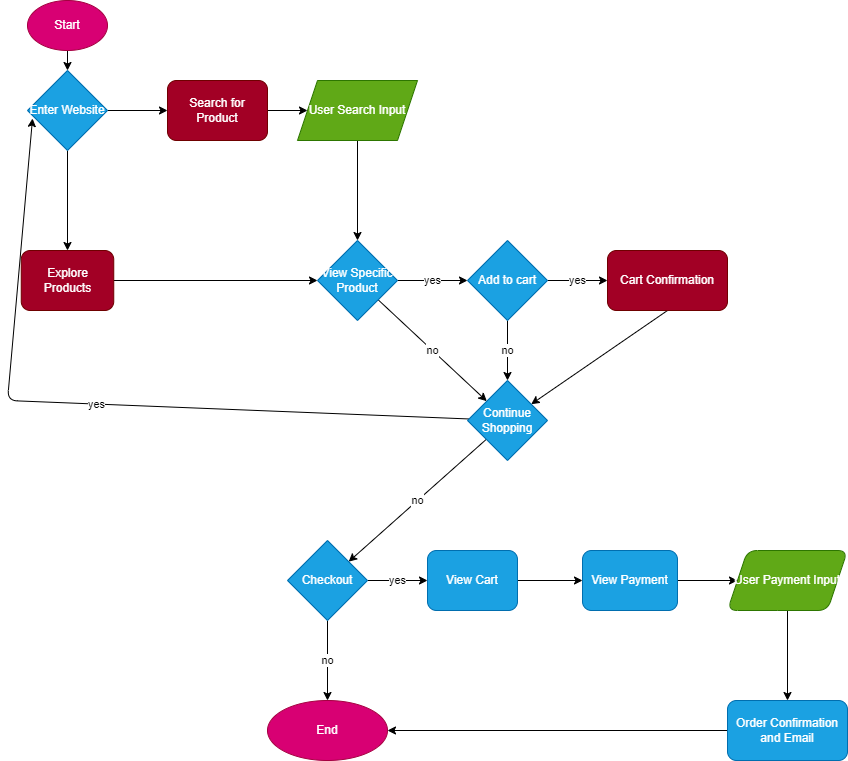 Start
Enter Website
Search for
Product
User Search Input
Explore
Products
View Specific
Product
yes
Add to cart
yes
Cart Confirmation
no
no
Continue
Shopping
yes
no
Checkout
yes
View Cart
View Payment
User Payment Input
no
End
Order Confirmation
and Email